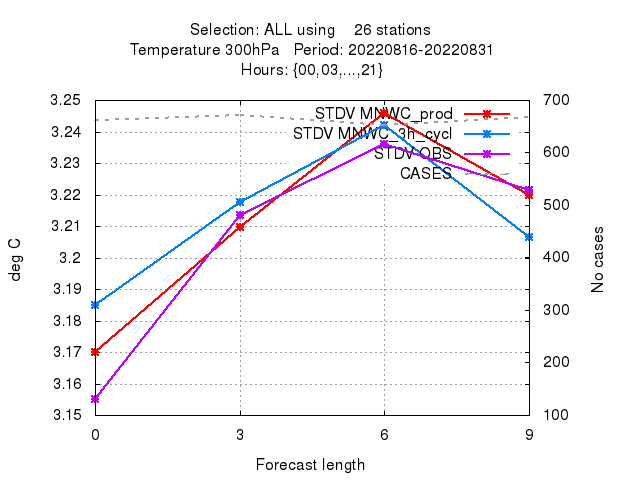 Selection: ALL using 26 stations
Temperature 300hPa Period: 20220816-20220831
Hours: {00,03,...,21}
3.25
3.24
3.23
3.22
3.21
3.2
3.19
3.18
3.17
3.16
3.15
deg C
STDV MNWC_prod
STDV MNWC_3h_cycl
STDV OBS
CASES
700
600
500
400
300
200
100
No cases
0 3 6 9
Forecast length